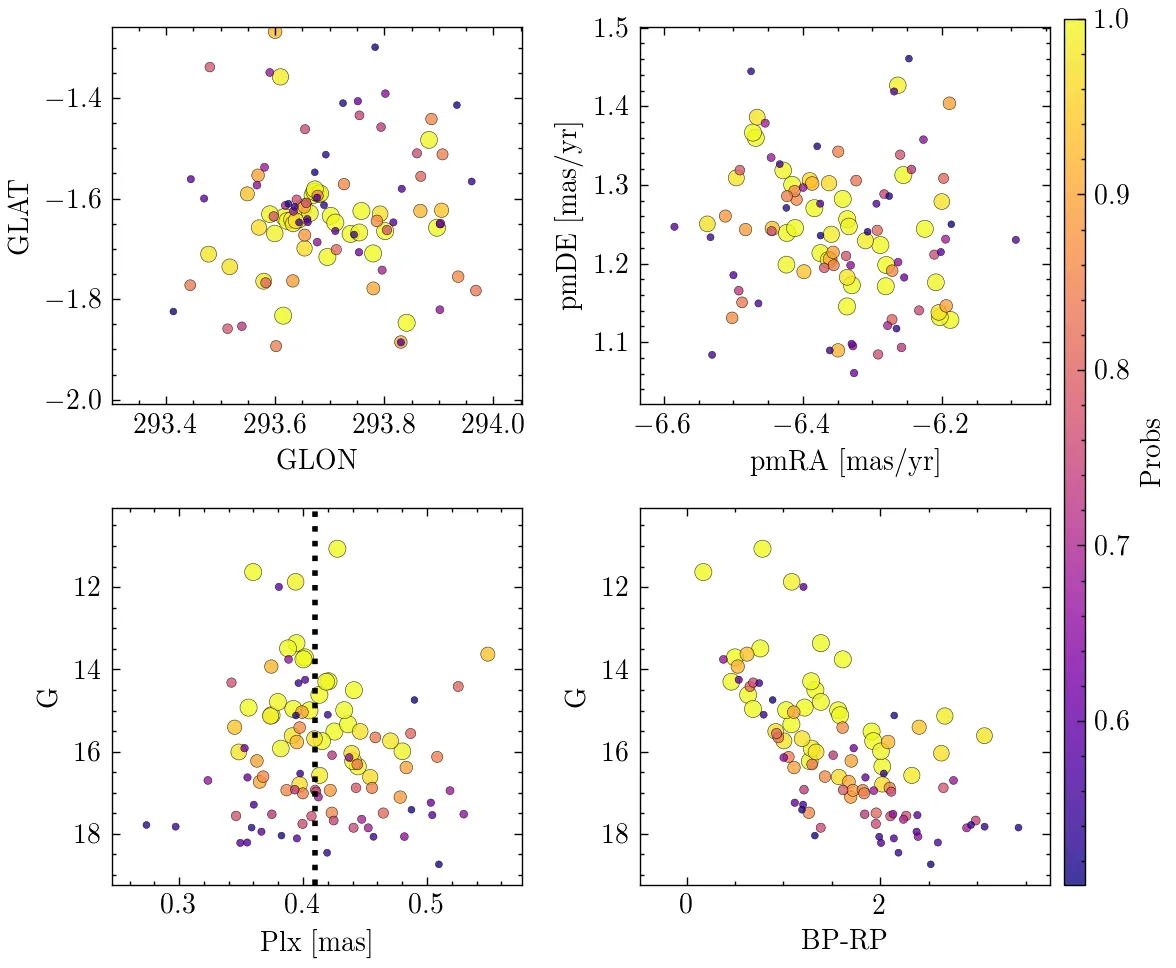 −1.4
−1.6
−1.8
−2.0
GLAT
293.4 293.6 293.8 294.0
GLON
1.5
1.4
1.3
1.2
1.1
pmDE [mas/yr]
−6.6 −6.4 −6.2
pmRA [mas/yr]
1.0
0.9
0.8
0.7
0.6
Probs
12
14
16
18
G
0.3 0.4 0.5
Plx [mas]
12
14
16
18
G
0 2
BP-RP